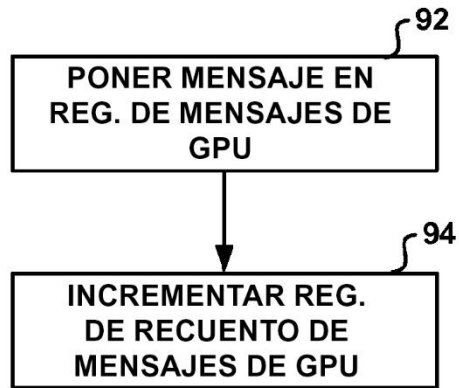 92
PONER MENSAJE EN
REG. DE MENSAJES DE
GPU
94
INCREMENTAR REG.
DE RECUENTO DE
MENSAJES DE GPU